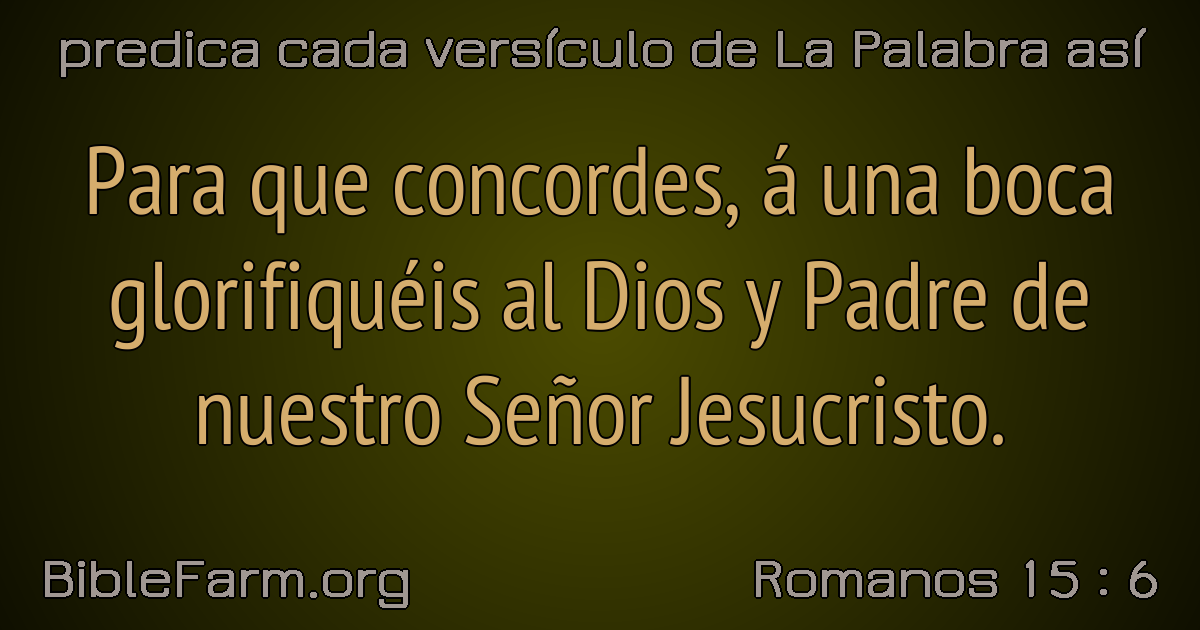 predica cada versículo de La Palabra así
Para que concordes, á una boca
glorifiquéis al Dios y Padre de
nuestro Señor Jesucristo.
BibleFarm.org
Romanos 15 : 6